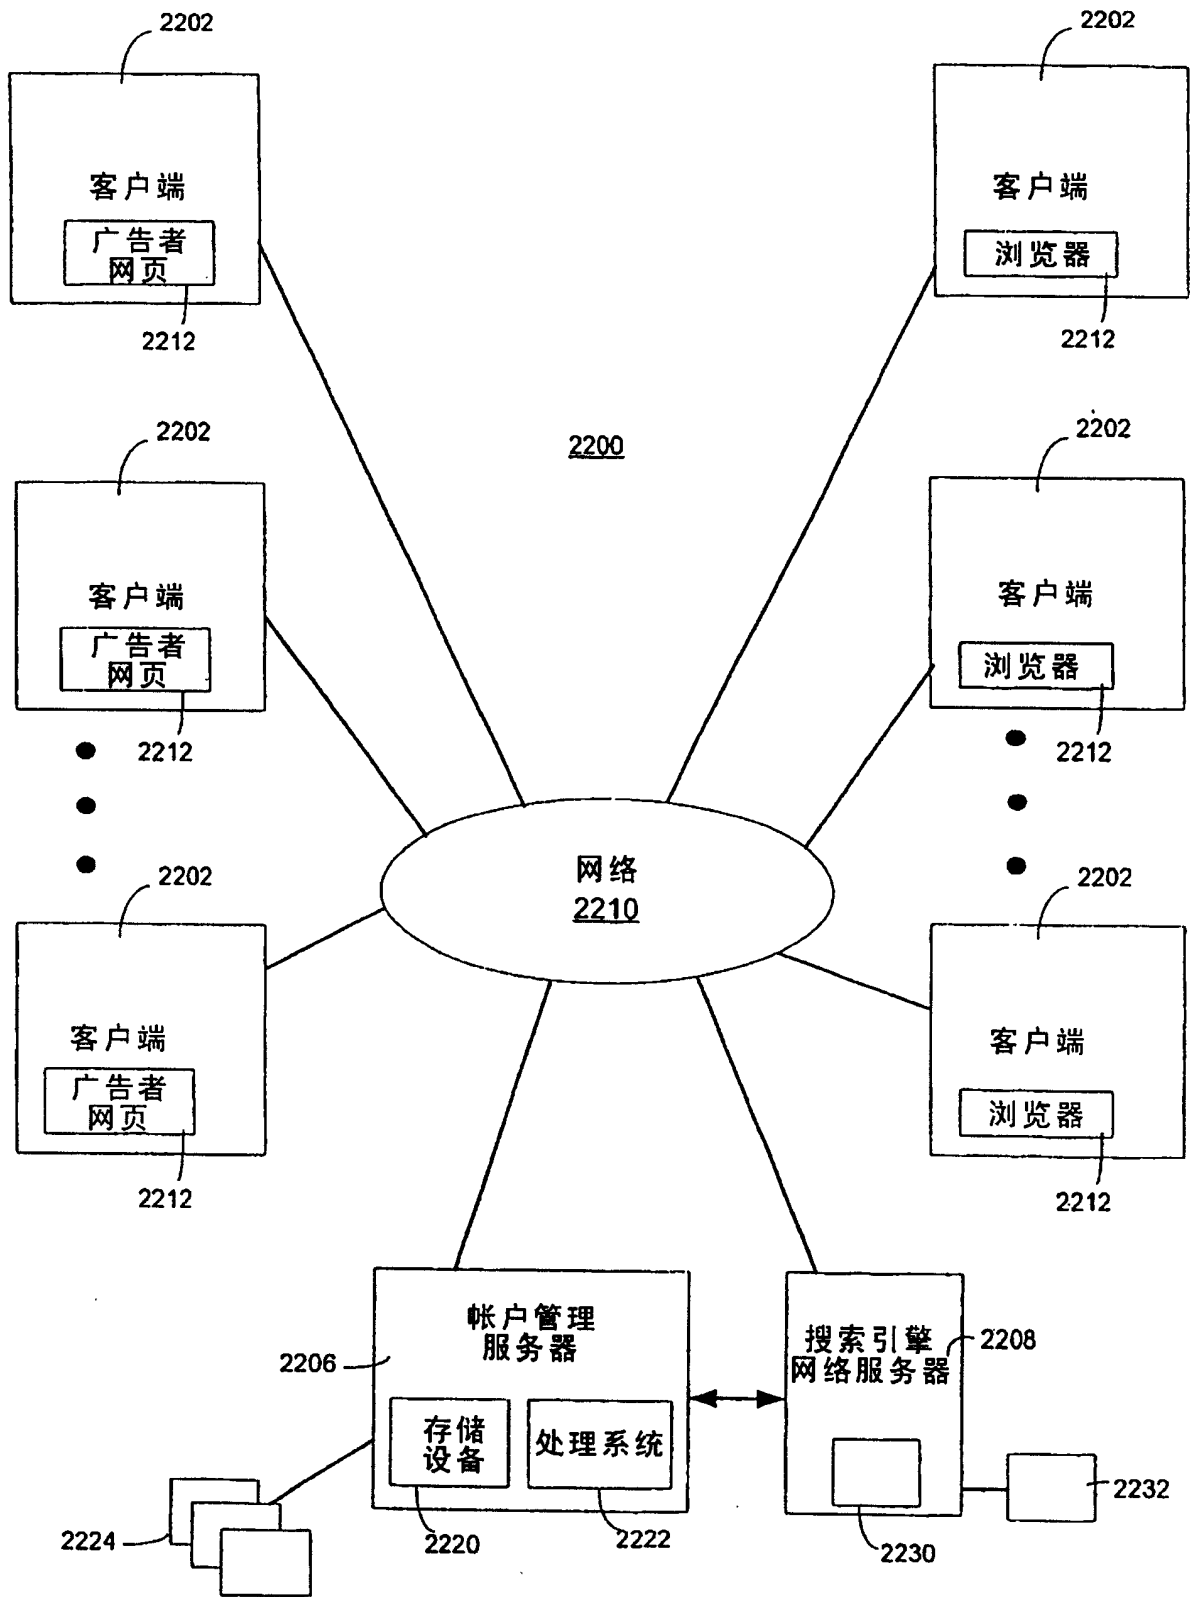 2202
2202
客户端
广告者
网页
2212
客户端
浏览器
2212
2202
2200
2202
客户端
广告者
网页
2212
客户端
浏览器
2212
网络
2210
2202
2202
客户端
广告者
网页
2212
客户端
浏览器
2212
帐户管理
服务器
2206
存储
设备
处理系统
搜索引擎
网络服务器
2208
2224
2220
2222
2230
2232